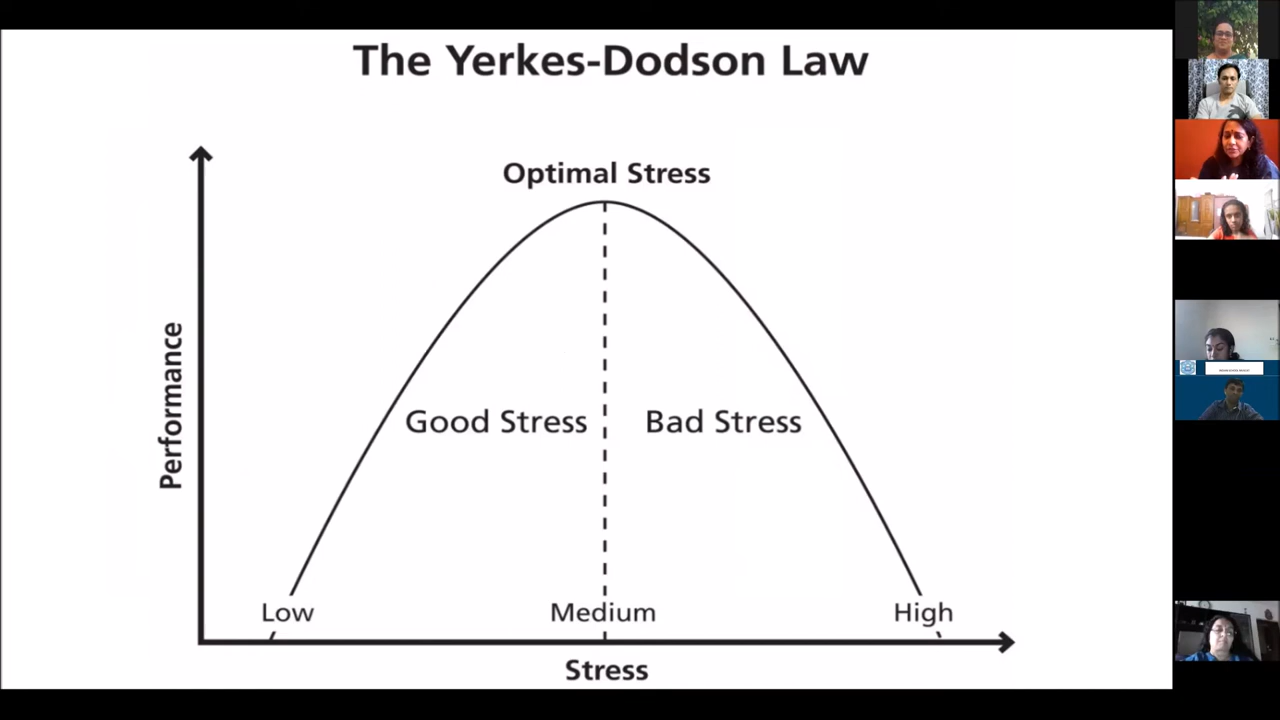 The Yerkes-Dodson Law
Optimal Stress
Performance
Good Stress
Bad Stress
Low
Medium
High
Stress